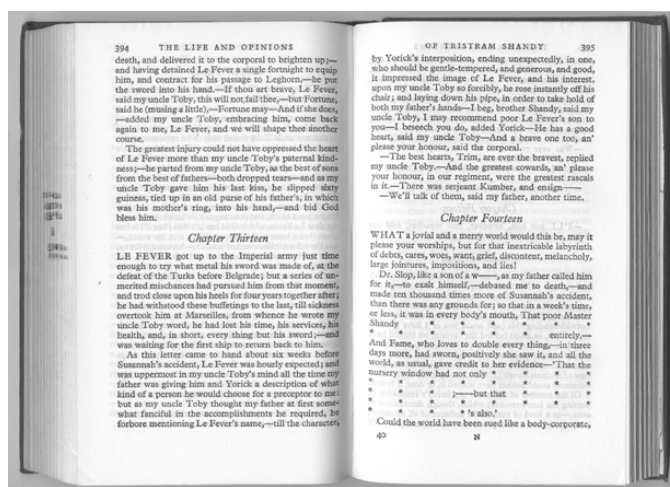 394 THE LIFE AND OPINIONS
death, and delivered it to the corporal to brighten up;—
and having detained Le Fever a single fortnight to equip
him, and contract for his passage to Leghorn,—he put
the sword into his hand.—If thou art brave, Le Fever,
said my uncle Toby, this will not fail thee,—but Fortune,
said he (musing a little),—Fortune may—And if she does,
—added my uncle Toby, embracing him, come back
again to me, Le Fever, and we will shape thee another
course.
The greatest injury could not have oppressed the heart
of Le Fever more than my uncle Toby's paternal kind-
ness;—he parted from my uncle Toby, as the best of sons
from the best of fathers—both dropped tears—and as my
uncle Toby gave him his last kiss, he slipped sixty
guineas, tied up in an old purse of his father's, in which
was his mother's ring, into his hand,—and bid God
bless him.
Chapter Thirteen
LE FEVER got up to the Imperial army just time
enough to try what metal his sword was made of, at the
defeat of the Turks before Belgrade; but a series of un-
merited mischances had pursued him from that moment,
and trod close upon his heels for four years together after;
he had withstood these buffetings to the last, till sickness
overtook him at Marseilles, from whence he wrote my
uncle Toby word, he had lost his time, his services, his
health, and, in short, every thing but his sword;—and
was waiting for the first ship to return back to him.
As this letter came to hand about six weeks before
Susannah's accident, Le Fever was hourly expected; and
was uppermost in my uncle Toby's mind all the time my
father was giving him and Yorick a description of what
kind of a person he would choose for a preceptor to me:
but as my uncle Toby thought my father at first some-
what fanciful in the accomplishments he required, he
forbore mentioning Le Fever's name,—till the character,
OF TRISTRAM SHANDY 395
by Yorick's interposition, ending unexpectedly, in one,
who should be gentle-tempered, and generous, and good,
it impressed the image of Le Fever, and his interest,
upon my uncle Toby so forcibly, he rose instantly off his
chair; and laying down his pipe, in order to take hold of
both my father's hands—I beg, brother Shandy, said my
uncle Toby, I may recommend poor Le Fever's son to
you—I beseech you do, added Yorick—He has a good
heart, said my uncle Toby—And a brave one too, an'
please your honour, said the corporal.
—The best hearts, Trim, are ever the bravest, replied
my uncle Toby.—And the greatest cowards, an' please
your honour, in our regiment, were the greatest rascals
in it.—There was serjeant Kumber, and ensign——
—We'll talk of them, said my father, another time.
Chapter Fourteen
WHAT a jovial and a merry world would this be, may it
please your worships, but for that inextricable labyrinth
of debts, cares, woes, want, grief, discontent, melancholy,
large jointures, impositions, and lies!
Dr. Slop, like a son of a w——, as my father called him
for it,—to exalt himself,—debased me to death,—and
made ten thousand times more of Susannah's accident,
than there was any grounds for; so that in a week's time,
or less, it was in every body's mouth, That poor Master
Shandy * * * * * *
* * * * * entirely.—
And Fame, who loves to double every thing,—in three
days more, had sworn, positively she saw it, and all the
world, as usual, gave credit to her evidence—'That the
nursery window had not only * * * *
* * * * * * *
* * * ;——but that * *
* * * * * * *
* * * * 's also.'
Could the world have been sued like a body-corporate,
40 N